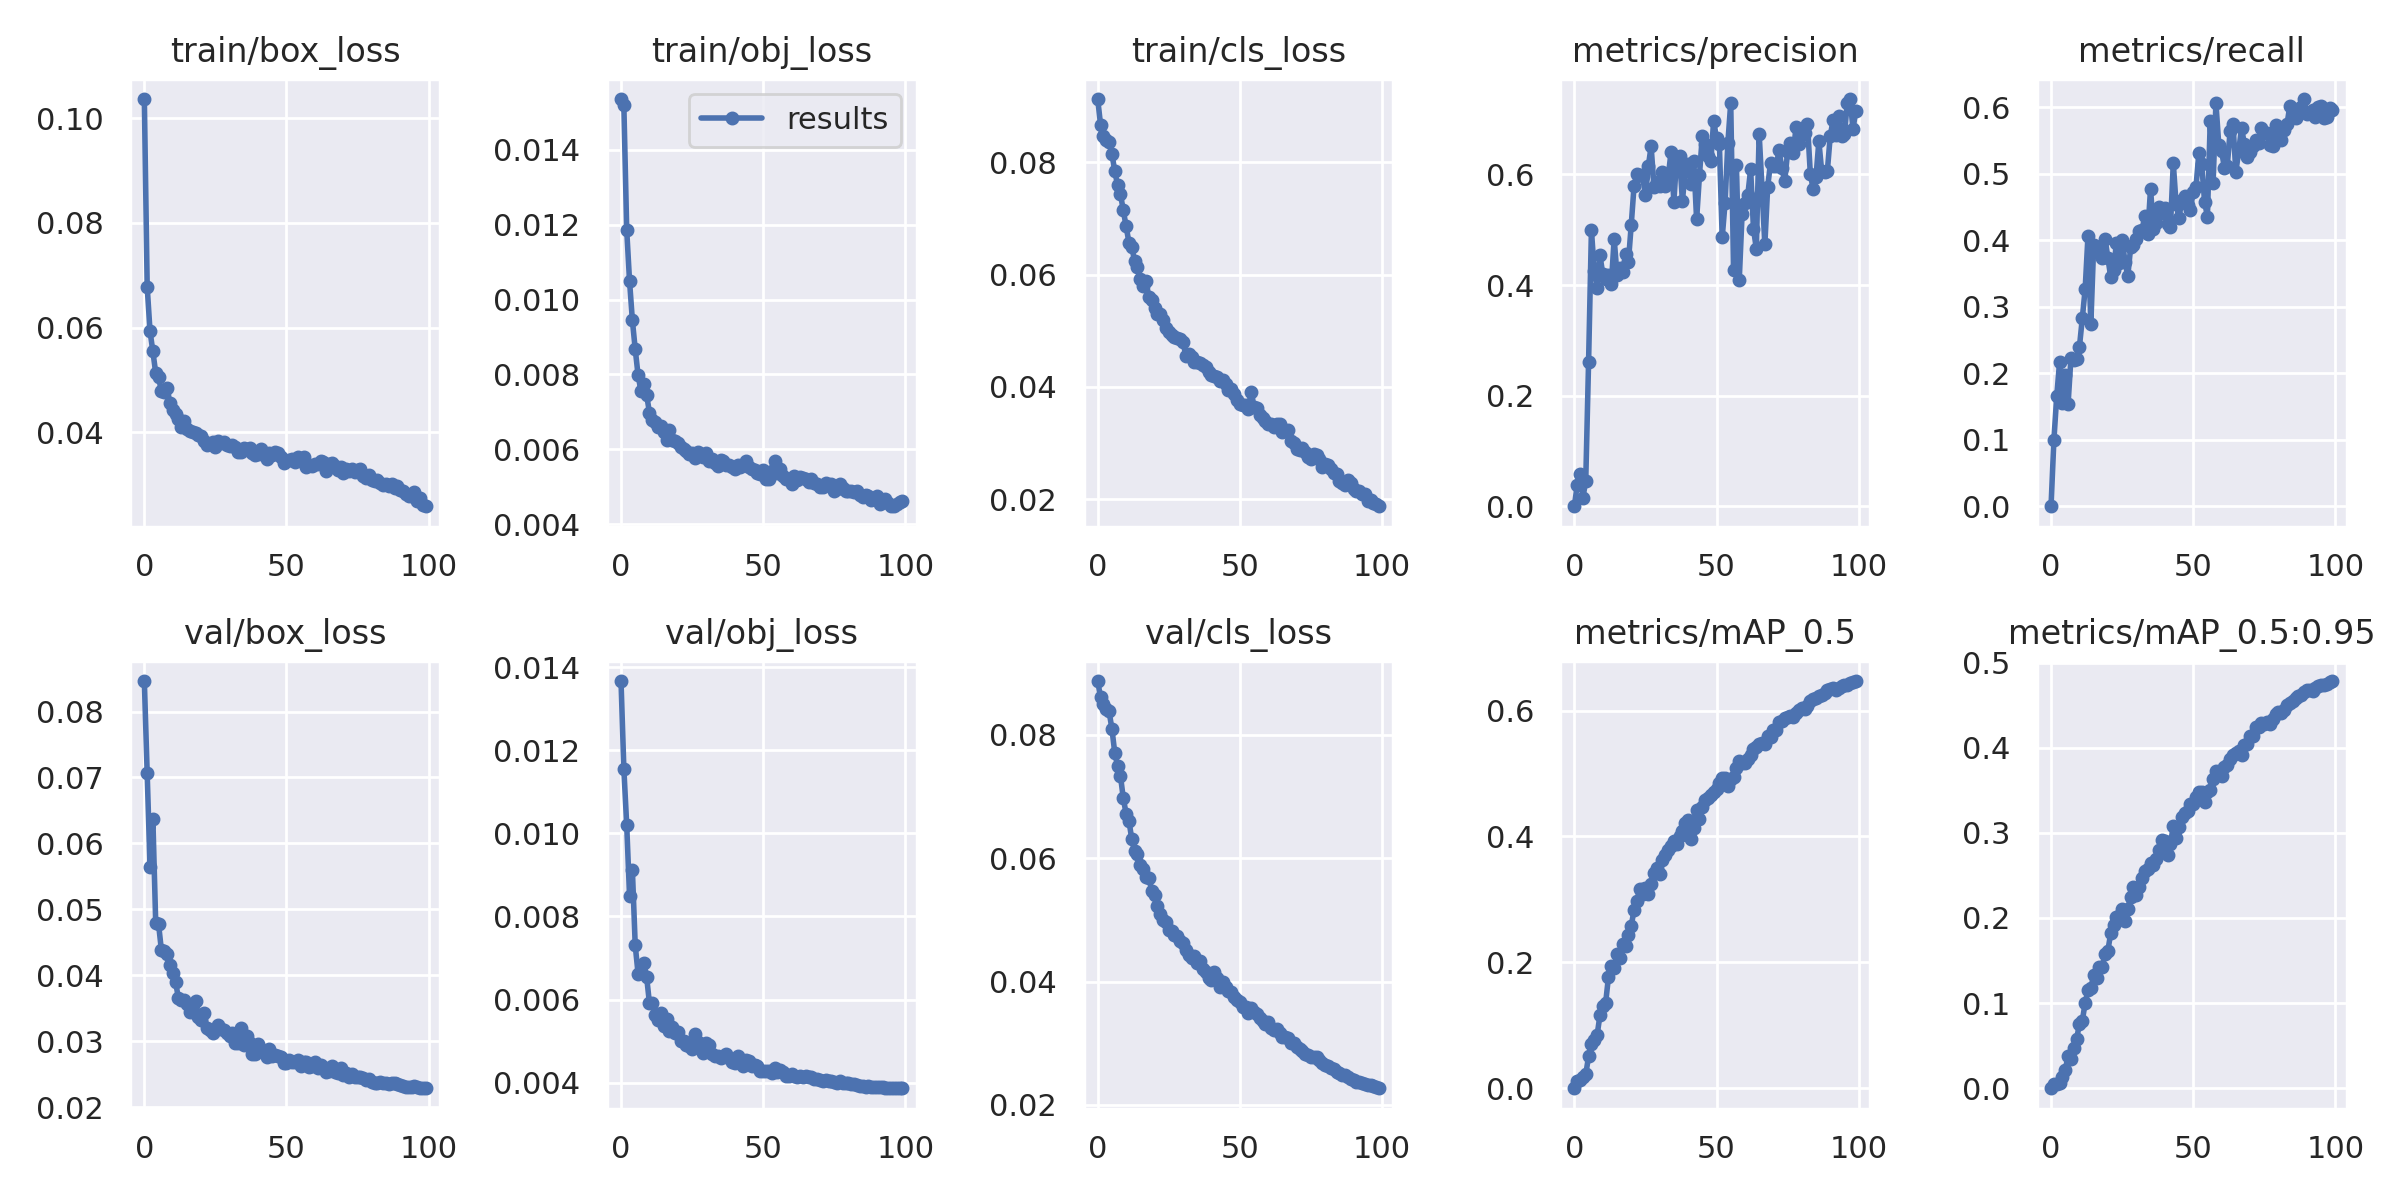 train/box_loss
0.10
0.08
0.06
0.04
0 50 100
train/obj_loss
results
0.014
0.012
0.010
0.008
0.006
0.004
0 50 100
train/cls_loss
0.08
0.06
0.04
0.02
0 50 100
metrics/precision
0.6
0.4
0.2
0.0
0 50 100
metrics/recall
0.6
0.5
0.4
0.3
0.2
0.1
0.0
0 50 100
val/box_loss
0.08
0.07
0.06
0.05
0.04
0.03
0.02
0 50 100
val/obj_loss
0.014
0.012
0.010
0.008
0.006
0.004
0 50 100
val/cls_loss
0.08
0.06
0.04
0.02
0 50 100
metrics/mAP_0.5
0.6
0.4
0.2
0.0
0 50 100
metrics/mAP_0.5:0.95
0.5
0.4
0.3
0.2
0.1
0.0
0 50 100